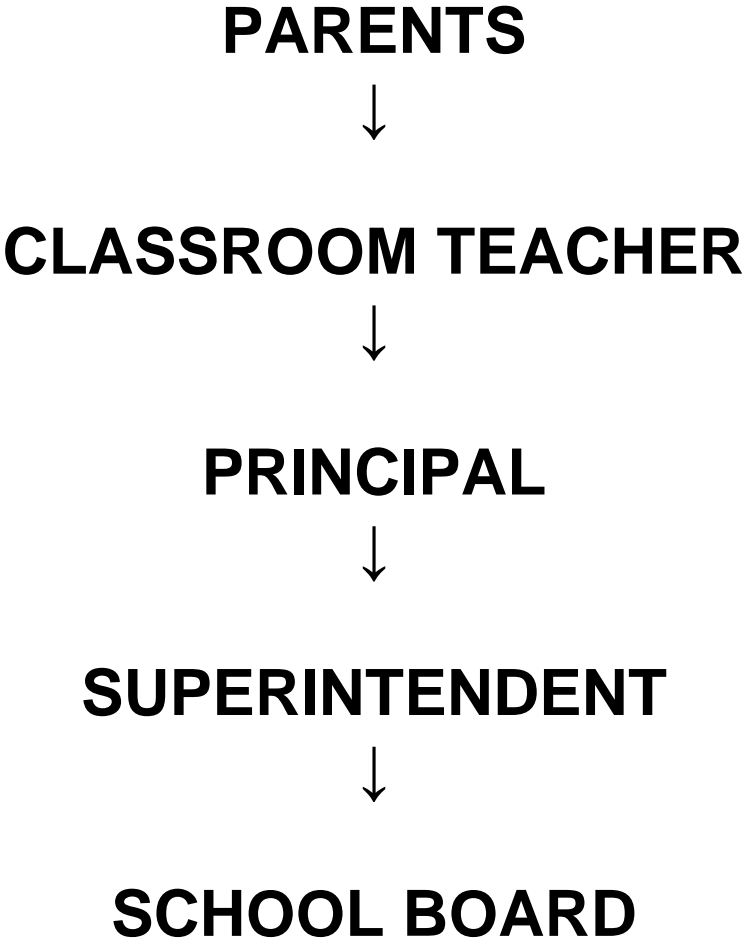 PARENTS
↓
CLASSROOM TEACHER
↓
PRINCIPAL
↓
SUPERINTENDENT
↓
SCHOOL BOARD